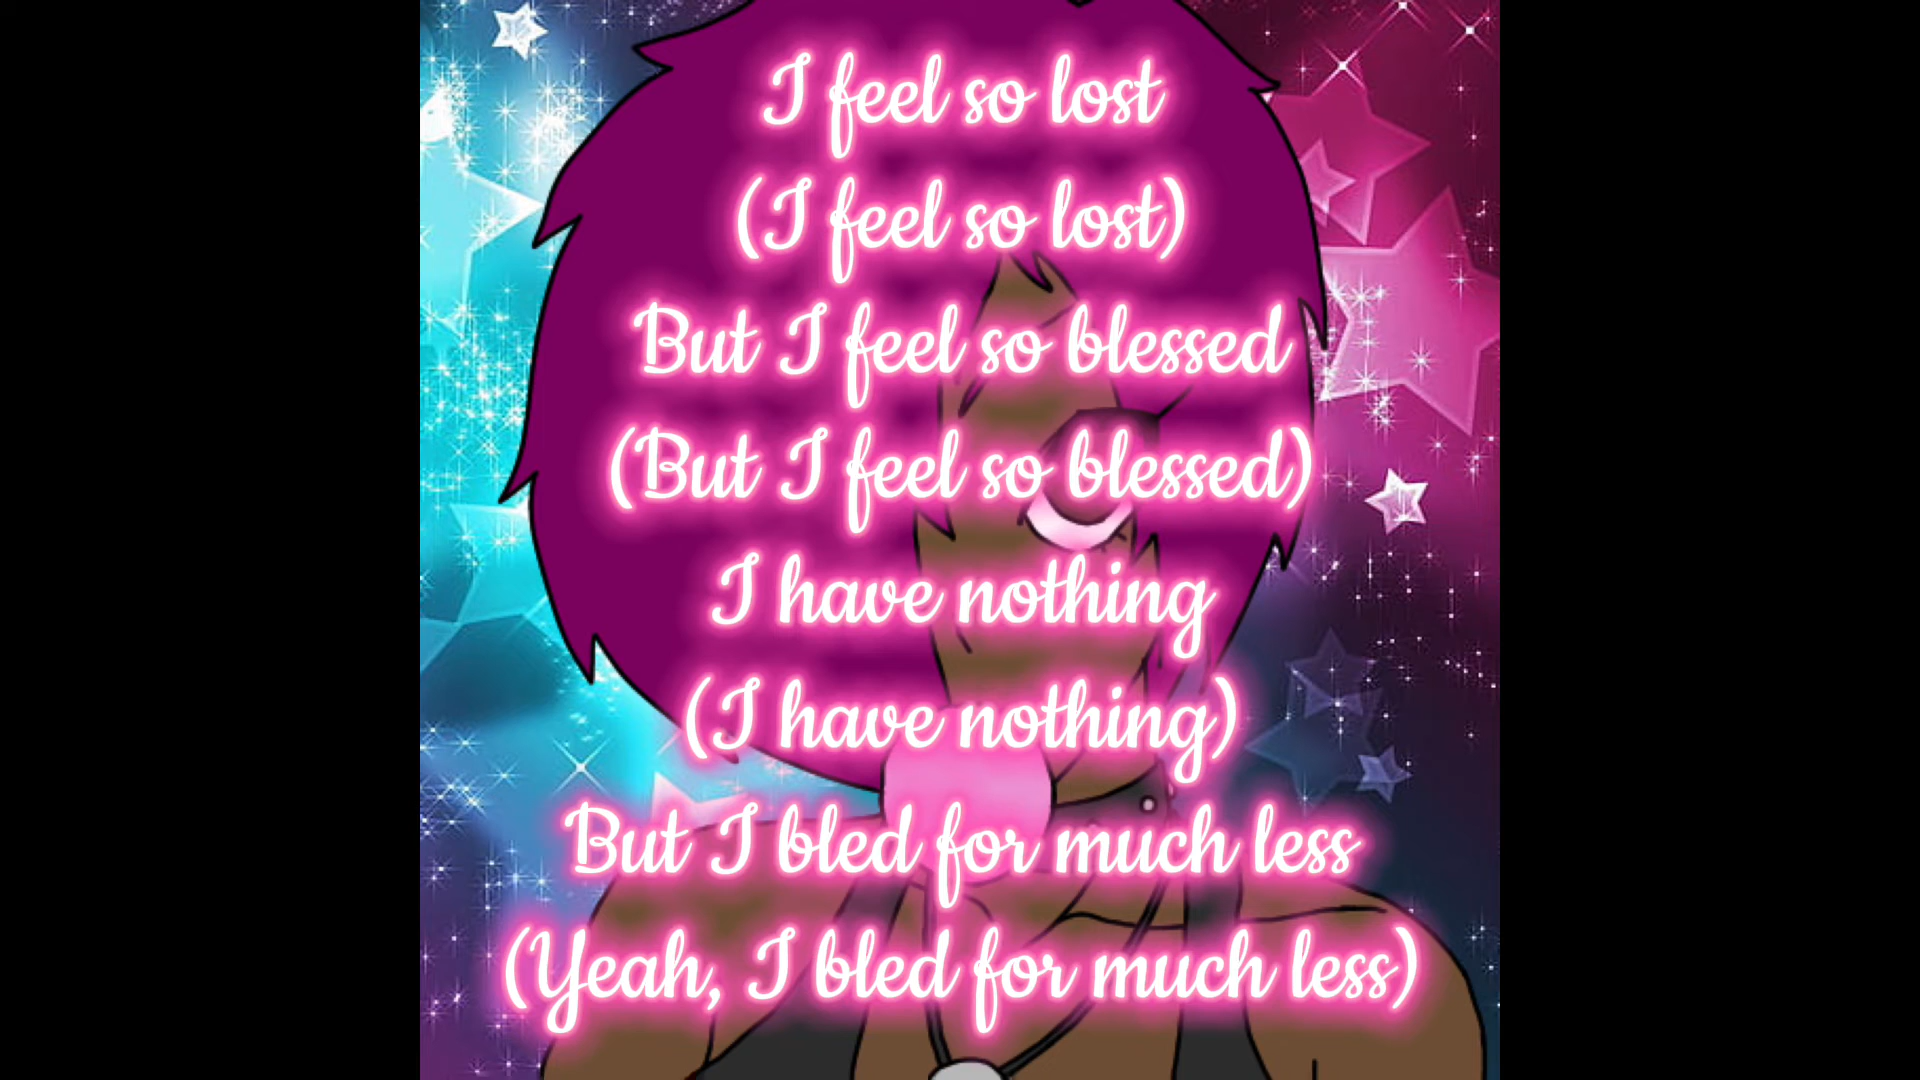 I feel so lost
(I feel so lost)
But I feel so blessed
(But I feel so blessed)
I have nothing
(I have nothing)
But I bled for much less
(Yeah, I bled for much less)